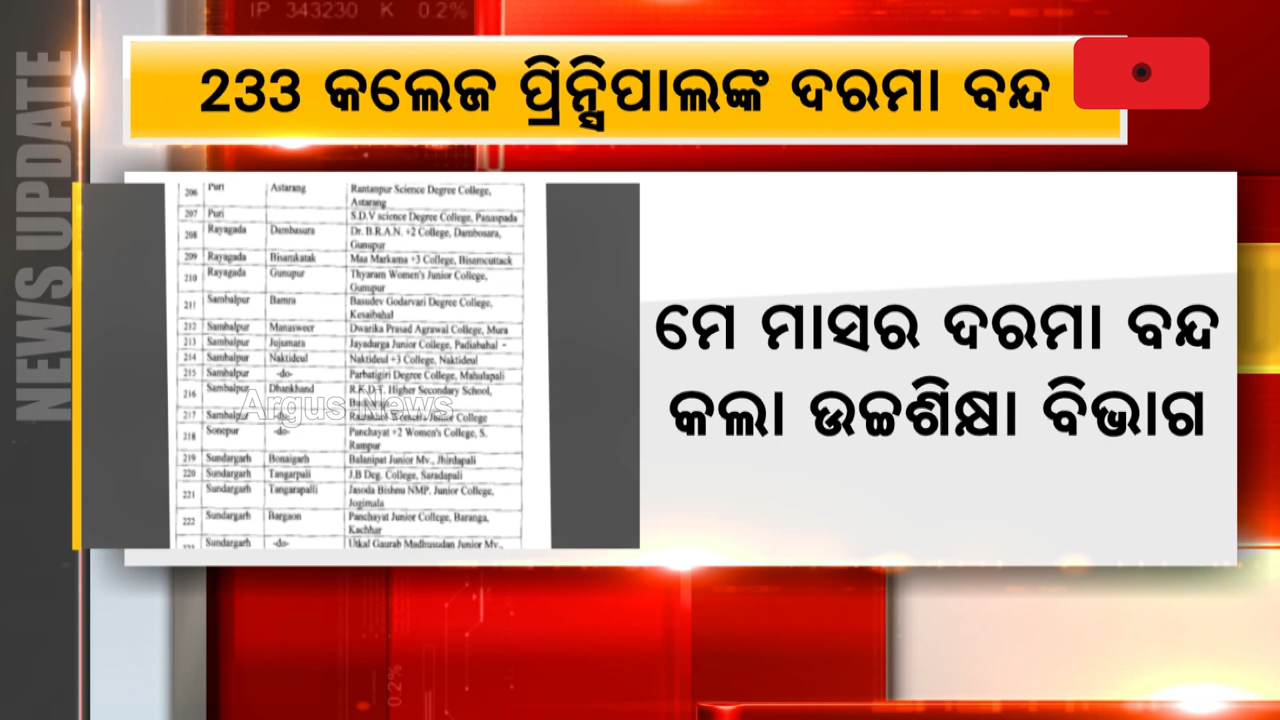 IP 343230 K 0.2%
NEWS UPDATE
233 କଲେଜ ପ୍ରିନ୍ସିପାଲଙ୍କ ଦରମା ବନ୍ଦ
206 Puri Astarang Rantanpur Science Degree College,
Astarang
207 Puri S.D.V science Degree College, Panaspada
208 Rayagada Dambasara Dr. B.R.A.N. +2 College, Dambosara,
Gunupur
209 Rayagada Bisamkatak Maa Markama +3 College, Bisamcuttack
210 Rayagada Gunupur Thyaram Women's Junior College,
Gunupur
211 Sambalpur Bamra Basudev Godarvari Degree College,
Kesaibahal
212 Sambalpur Manasweer Dwarika Prasad Agrawal College, Mura
213 Sambalpur Jujumara Jayadurga Junior College, Padiabahal -
214 Sambalpur Naktideul Naktideul +3 College, Naktideul
215 Sambalpur -do- Parbatigiri Degree College, Mahalapali
216 Sambalpur Dhankhand R.K.D.T. Higher Secondary School,
217 Sambalpur College
218 Sonepur -do- Panchayat +2 Women's College, S.
Rampur
219 Sundargarh Bonaigarh Balanipat Junior Mv., Jhirdapali
220 Sundargarh Tangarpali J.B Deg. College, Saradapali
221 Sundargarh Tangarapalli Jasoda Bishnu NMP. Junior College,
Jogimala
222 Sundargarh Bargaon Panchayat Junior College, Baranga,
Kachhar
Sundargarh -do- Utkal Gaurab Madhusudan Junior Mv.,
Argus News
ମେ ମାସର ଦରମା ବନ୍ଦ
କଲା ଉଚ୍ଚଶିକ୍ଷା ବିଭାଗ
0.2%